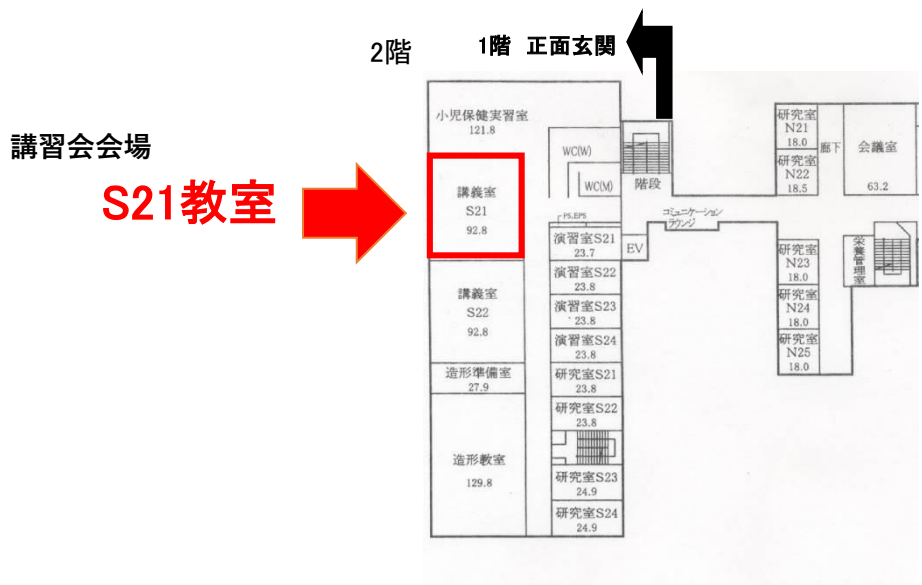 2階
1階 正面玄関
講習会会場
S21教室
小児保健実習室
121.8
講義室
S21
92.8
講義室
S22
92.8
造形準備室
27.9
造形教室
129.8
WC(W)
WC(M)
階段
PS,EPS
EV
コミュニケーション
ラウンジ
演習室S21
23.7
演習室S22
23.8
演習室S23
23.8
演習室S24
23.8
研究室S21
23.8
研究室S22
23.8
研究室S23
24.9
研究室S24
24.9
研究室
N21
18.0
研究室
N22
18.5
廊下
会議室
63.2
研究室
N23
18.0
研究室
N24
18.0
研究室
N25
18.0
栄養管理室